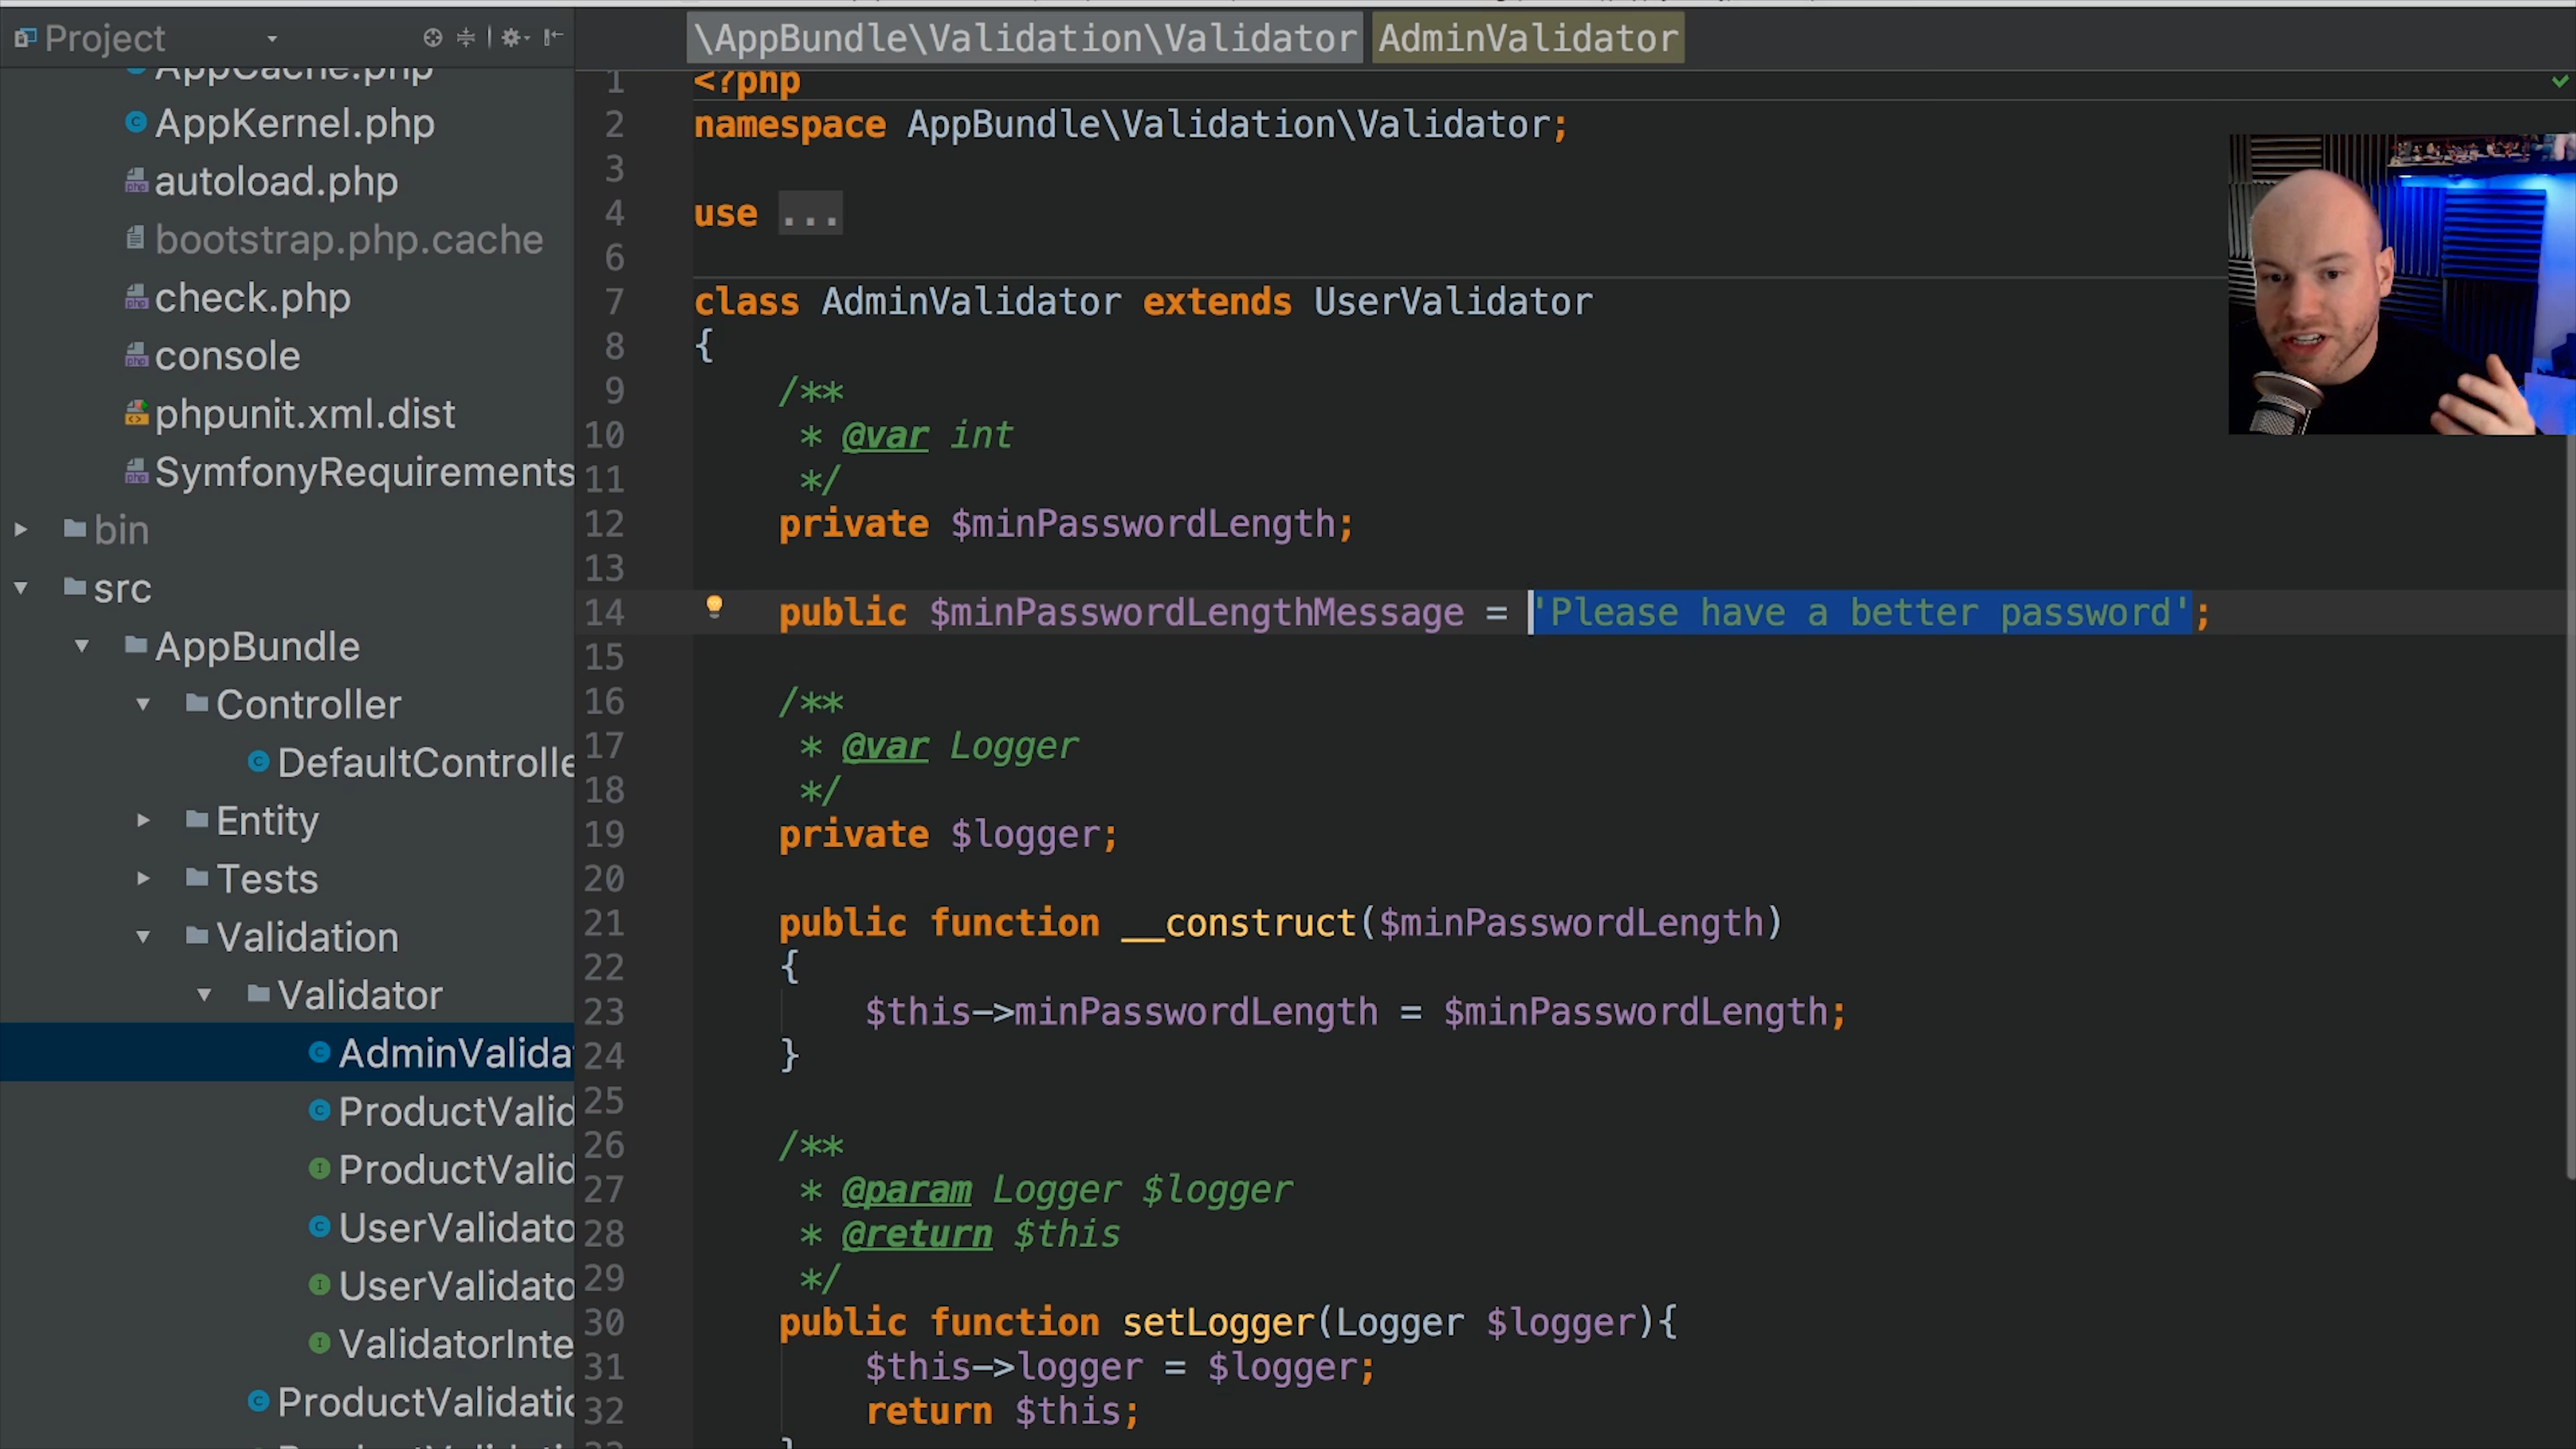 Project
\AppBundle\Validation\Validator AdminValidator
AppCache.php
AppKernel.php
autoload.php
bootstrap.php.cache
check.php
console
phpunit.xml.dist
SymfonyRequirements
bin
src
AppBundle
Controller
DefaultControlle
Entity
Tests
Validation
Validator
AdminValida
ProductValid
ProductValid
UserValidato
UserValidato
ValidatorInte
ProductValidatio
1 <?php
2 namespace AppBundle\Validation\Validator;
3
4 use ...
6
7 class AdminValidator extends UserValidator
8 {
9 /**
10 * @var int
11 */
12 private $minPasswordLength;
13
14 public $minPasswordLengthMessage = 'Please have a better password';
15
16 /**
17 * @var Logger
18 */
19 private $logger;
20
21 public function __construct($minPasswordLength)
22 {
23 $this->minPasswordLength = $minPasswordLength;
24 }
25
26 /**
27 * @param Logger $logger
28 * @return $this
29 */
30 public function setLogger(Logger $logger){
31 $this->logger = $logger;
32 return $this;